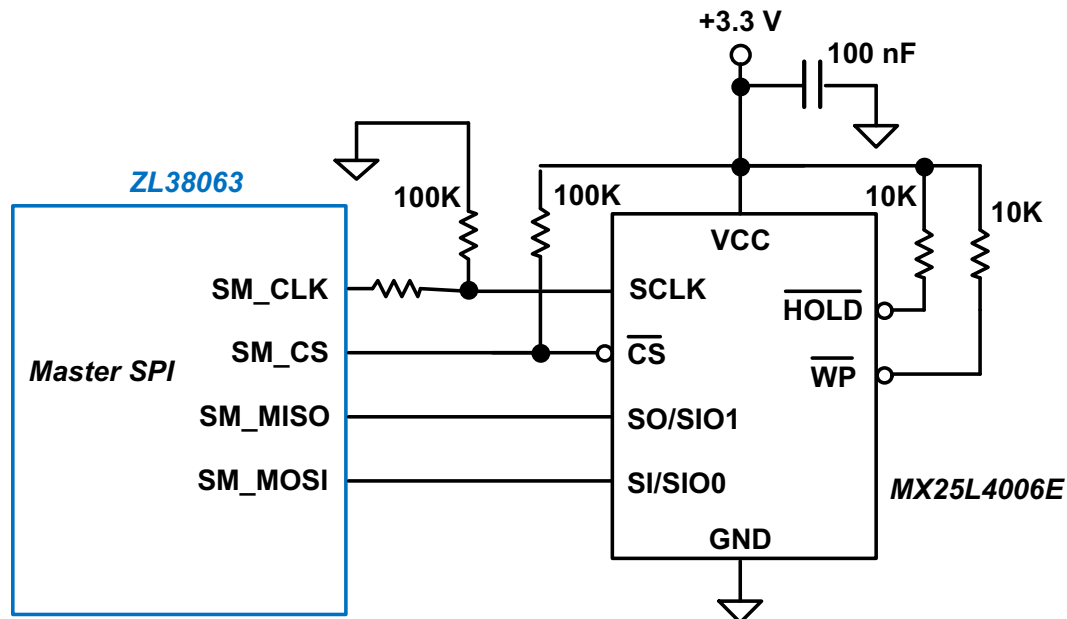 +3.3 V
100 nF
ZL38063
100K
100K
10K
10K
VCC
SM_CLK
SCLK
HOLD
SM_CS
CS
Master SPI
WP
SM_MISO
SO/SIO1
SM_MOSI
SI/SIO0
MX25L4006E
GND